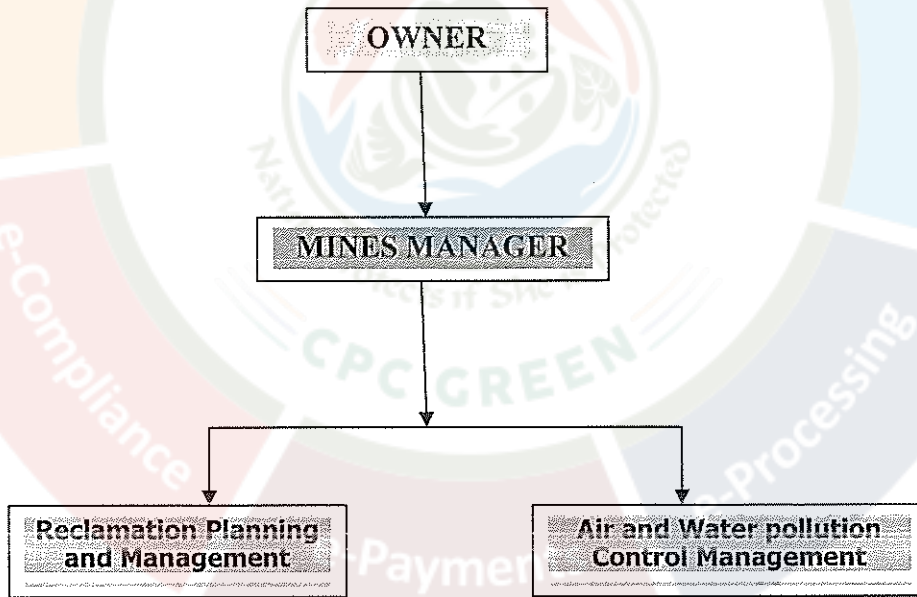 OWNER
MINES MANAGER
Reclamation Planning
and Management
Air and Water pollution
Control Management
e-Compliance
CPC GREEN
e-Payment
e-Processing